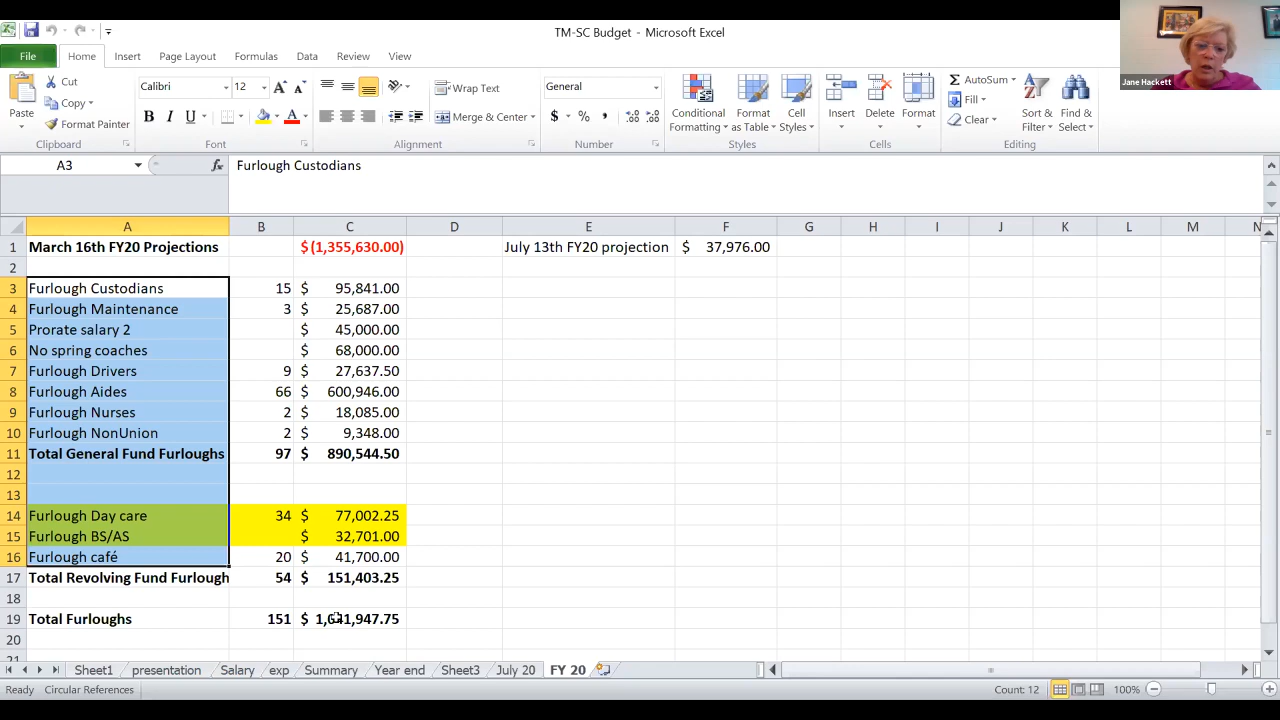 TM-SC Budget - Microsoft Excel
Jane Hackett
File Home Insert Page Layout Formulas Data Review View
Paste Cut Copy Format Painter Clipboard
Calibri 12 A A B I U A Font
Wrap Text Merge & Center Alignment
General $ % , Number
Conditional Formatting Format as Table Cell Styles Styles
Insert Delete Format Cells
AutoSum Fill Clear Sort & Filter Find & Select Editing
A3 fx Furlough Custodians
A B C D E F G H I J K L M N
1 March 16th FY20 Projections $(1,355,630.00) July 13th FY20 projection $ 37,976.00
2
3 Furlough Custodians 15 $ 95,841.00
4 Furlough Maintenance 3 $ 25,687.00
5 Prorate salary 2 $ 45,000.00
6 No spring coaches $ 68,000.00
7 Furlough Drivers 9 $ 27,637.50
8 Furlough Aides 66 $ 600,946.00
9 Furlough Nurses 2 $ 18,085.00
10 Furlough NonUnion 2 $ 9,348.00
11 Total General Fund Furloughs 97 $ 890,544.50
12
13
14 Furlough Day care 34 $ 77,002.25
15 Furlough BS/AS $ 32,701.00
16 Furlough café 20 $ 41,700.00
17 Total Revolving Fund Furlough 54 $ 151,403.25
18
19 Total Furloughs 151 $ 1,041,947.75
20
21
Sheet1 presentation Salary exp Summary Year end Sheet3 July 20 FY 20
Ready Circular References Count: 12 100%